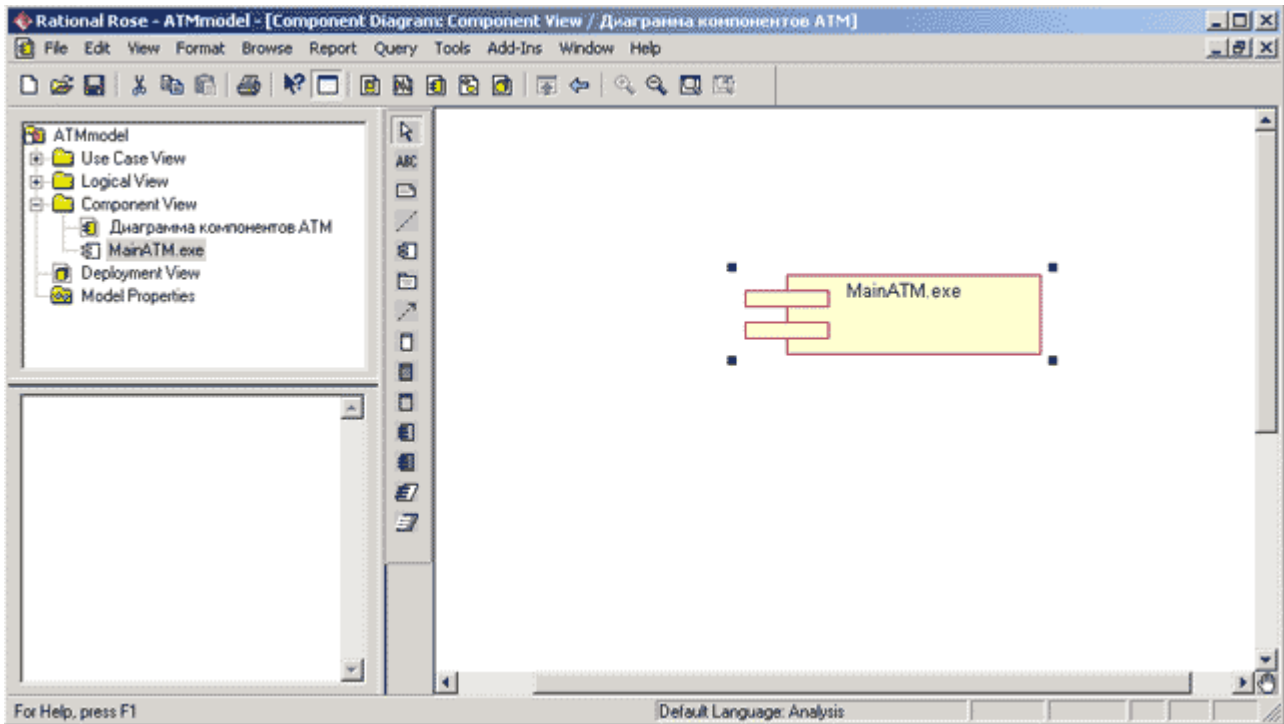 Rational Rose - ATMmodel - [Component Diagram: Component View / Диаграмма компонентов ATM]
File Edit View Format Browse Report Query Tools Add-Ins Window Help
ATMmodel
Use Case View
Logical View
Component View
Диаграмма компонентов ATM
MainATM.exe
Deployment View
Model Properties
ABC
MainATM.exe
For Help, press F1
Default Language: Analysis